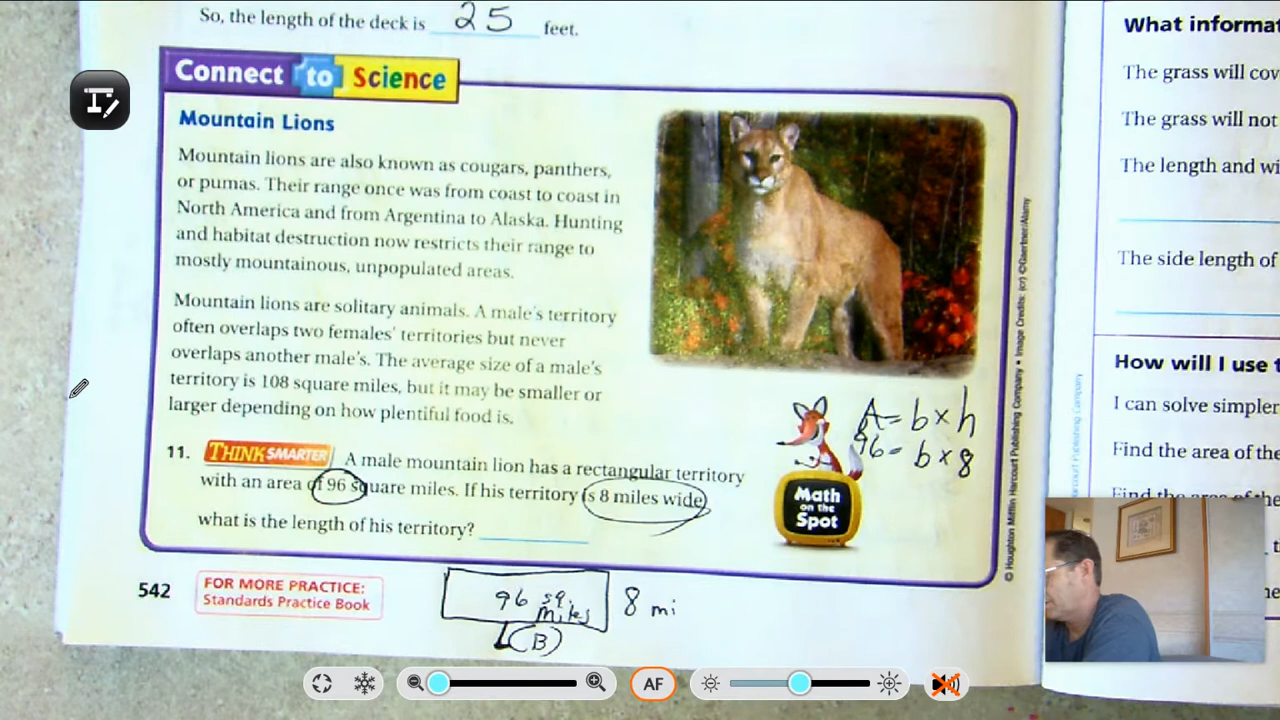 So, the length of the deck is 25 feet.
Connect to Science
Mountain Lions
Mountain lions are also known as cougars, panthers,
or pumas. Their range once was from coast to coast in
North America and from Argentina to Alaska. Hunting
and habitat destruction now restricts their range to
mostly mountainous, unpopulated areas.
Mountain lions are solitary animals. A male's territory
often overlaps two females' territories but never
overlaps another male's. The average size of a male's
territory is 108 square miles, but it may be smaller or
larger depending on how plentiful food is.
A = b × h
96 = b × 8
11. THINK SMARTER A male mountain lion has a rectangular territory
with an area of 96 square miles. If his territory is 8 miles wide,
what is the length of his territory?
Math
on the
Spot
542
FOR MORE PRACTICE:
Standards Practice Book
96 sq.
miles
8 mi
L (B)
© Houghton Mifflin Harcourt Publishing Company • Image Credits: (cr) ©Gaertner/Alamy
What informat
The grass will cov
The grass will not
The length and wi
The side length of
How will I use t
I can solve simpler
Find the area of the
Find the area of the
AF